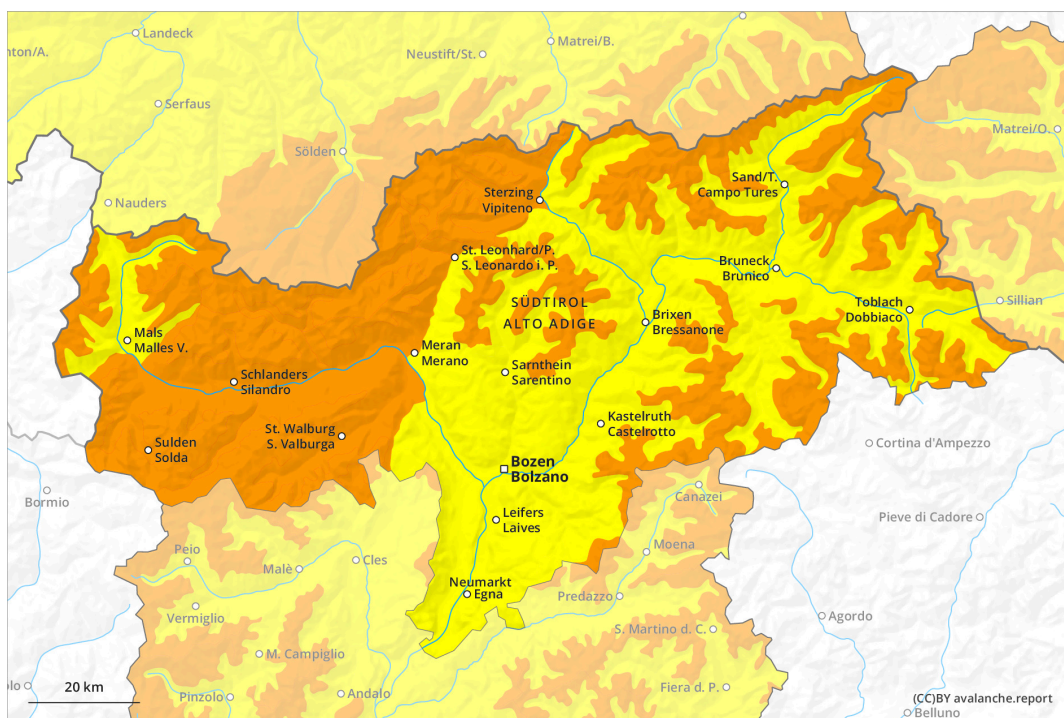 Landeck
nton/A.
Matrei/B.
Neustift/St.
Serfaus
Matrei/O.
Sölden
Sand/T.
Campo Tures
Sterzing
Vipiteno
Nauders
St. Leonhard/P.
S. Leonardo i. P.
Bruneck
Brunico
SÜDTIROL
ALTO ADIGE
Toblach
Dobbiaco
Sillian
Brixen
Bressanone
Mals
Malles V.
Meran
Merano
Schlanders
Silandro
Sarnthein
Sarentino
Kastelruth
Castelrotto
St. Walburg
S. Valburga
Sulden
Solda
Cortina d'Ampezzo
Bozen
Bolzano
Bormio
Canazei
Leifers
Laives
Pieve di Cadore
Peio
Moena
Cles
Malè
Neumarkt
Egna
Predazzo
Vermiglio
Agordo
S. Martino d. C.
M. Campiglio
olo
20 km
Pinzolo
Andalo
Fiera d. P.
(CC)BY avalanche.report
Belluno